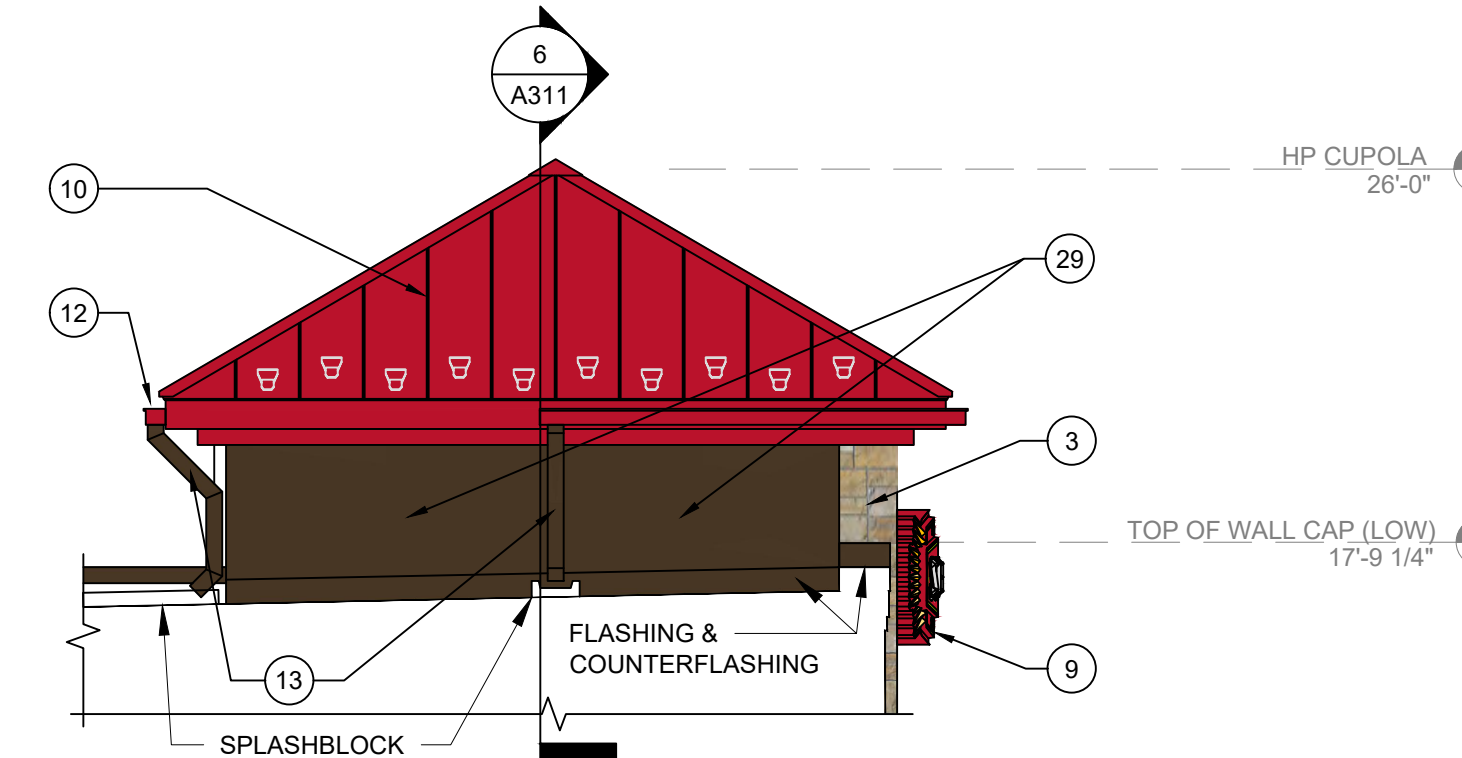 6
A311
HP CUPOLA
26'-0"
10
29
12
3
TOP OF WALL CAP (LOW)
17'-9 1/4"
FLASHING &
COUNTERFLASHING
13
9
SPLASHBLOCK